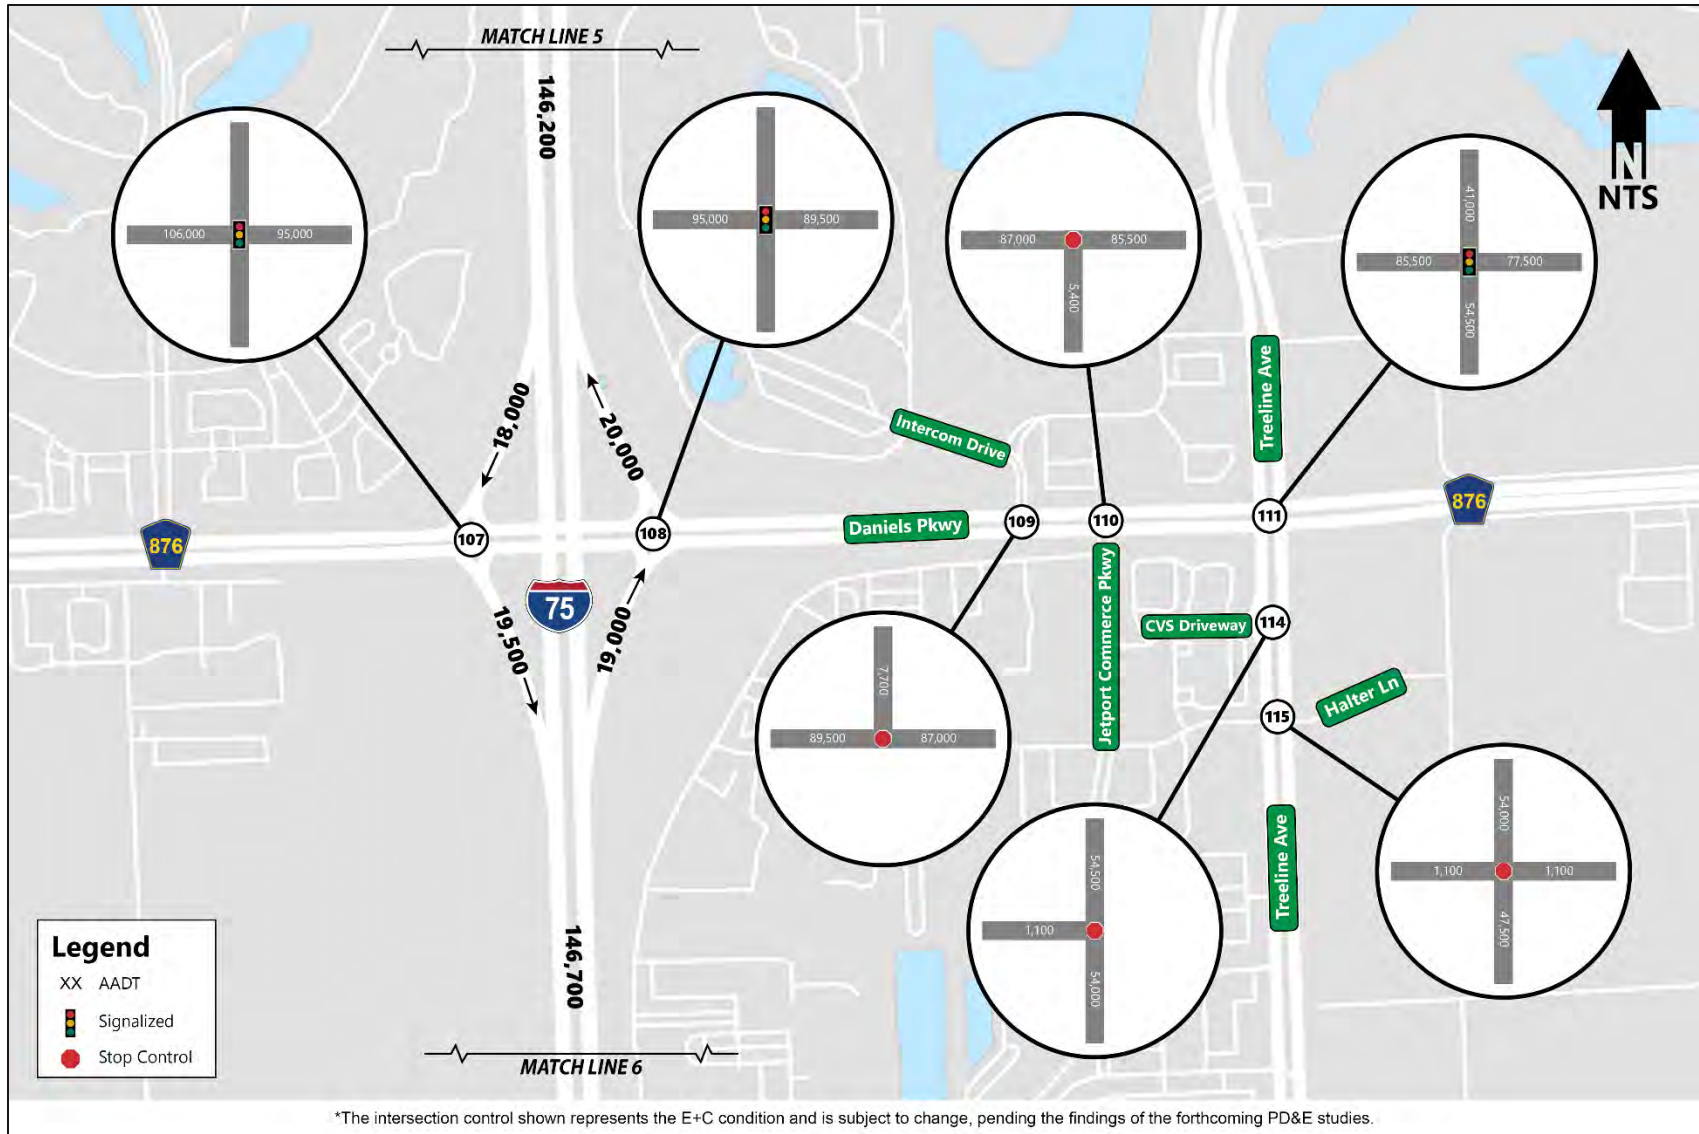 MATCH LINE 5
146,200
N
NTS
106,000
95,000
95,000
89,500
87,000
85,500
5,400
41,000
85,500
77,500
54,500
18,000
20,000
Intercom Drive
Treeline Ave
876
107
108
Daniels Pkwy
109
110
111
876
75
19,500
19,000
Jetport Commerce Pkwy
CVS Driveway
114
Halter Ln
115
7,700
89,500
87,000
54,500
1,100
54,000
Treeline Ave
54,000
1,100
1,100
47,500
146,700
Legend
XX AADT
Signalized
Stop Control
MATCH LINE 6
*The intersection control shown represents the E+C condition and is subject to change, pending the findings of the forthcoming PD&E studies.